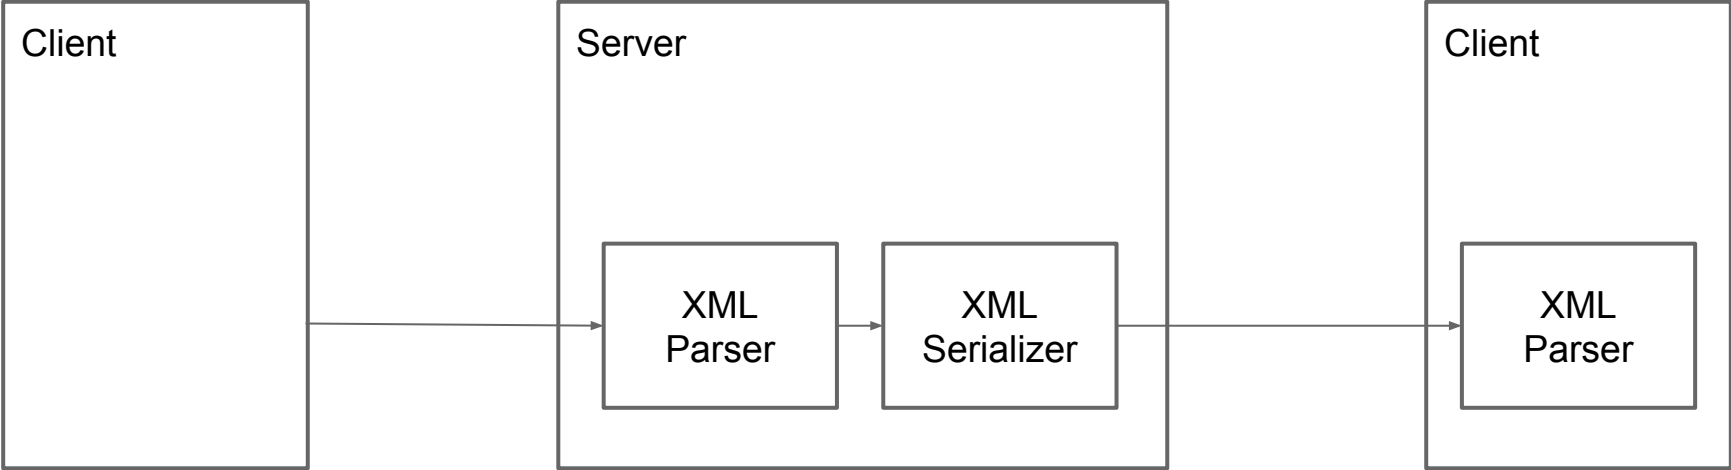 Client
Server
XML
Parser
XML
Serializer
Client
XML
Parser